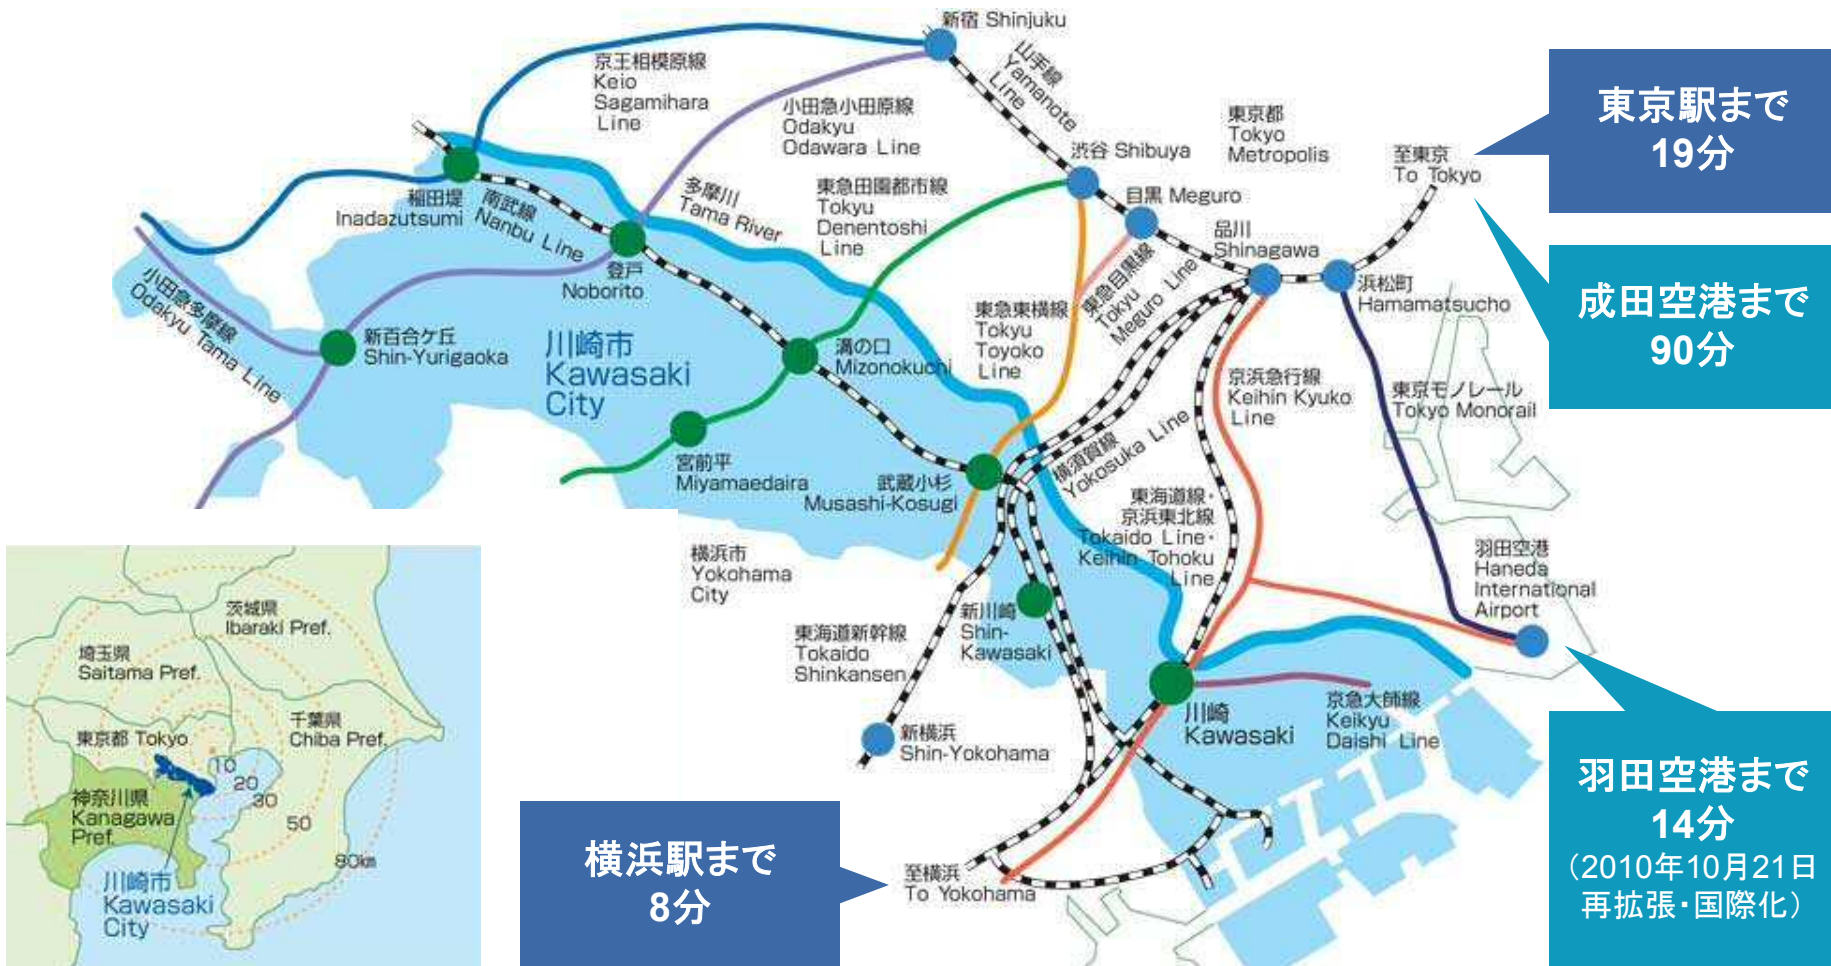 新宿 Shinjuku
山手線
Yamanote
Line
京王相模原線
Keio
Sagamihara
Line
小田急小田原線
Odakyu
Odawara Line
東京都
Tokyo
Metropolis
渋谷 Shibuya
至東京
To Tokyo
東京駅まで
19分
稲田堤
Inadazutsumi
南武線
Nanbu Line
多摩川
Tama River
東急田園都市線
Tokyu
Denentoshi
Line
目黒 Meguro
品川
Shinagawa
浜松町
Hamamatsucho
成田空港まで
90分
登戸
Noborito
小田急多摩線
Odakyu Tama Line
新百合ケ丘
Shin-Yurigaoka
川崎市
Kawasaki
City
溝の口
Mizonokuchi
東急東横線
Tokyu
Toyoko
Line
東急目黒線
Tokyu
Meguro Line
京浜急行線
Keihin Kyuko
Line
東京モノレール
Tokyo Monorail
宮前平
Miyamaedaira
武蔵小杉
Musashi-Kosugi
横須賀線
Yokosuka Line
東海道線・
京浜東北線
Tokaido Line・
Keihin-Tohoku
Line
横浜市
Yokohama
City
羽田空港
Haneda
International
Airport
東海道新幹線
Tokaido
Shinkansen
新川崎
Shin-
Kawasaki
新横浜
Shin-Yokohama
川崎
Kawasaki
京急大師線
Keikyu
Daishi Line
羽田空港まで
14分
（2010年10月21日
再拡張・国際化）
横浜駅まで
8分
至横浜
To Yokohama
茨城県
Ibaraki Pref.
埼玉県
Saitama Pref.
千葉県
Chiba Pref.
東京都 Tokyo
10
20
30
50
80km
神奈川県
Kanagawa
Pref.
川崎市
Kawasaki
City